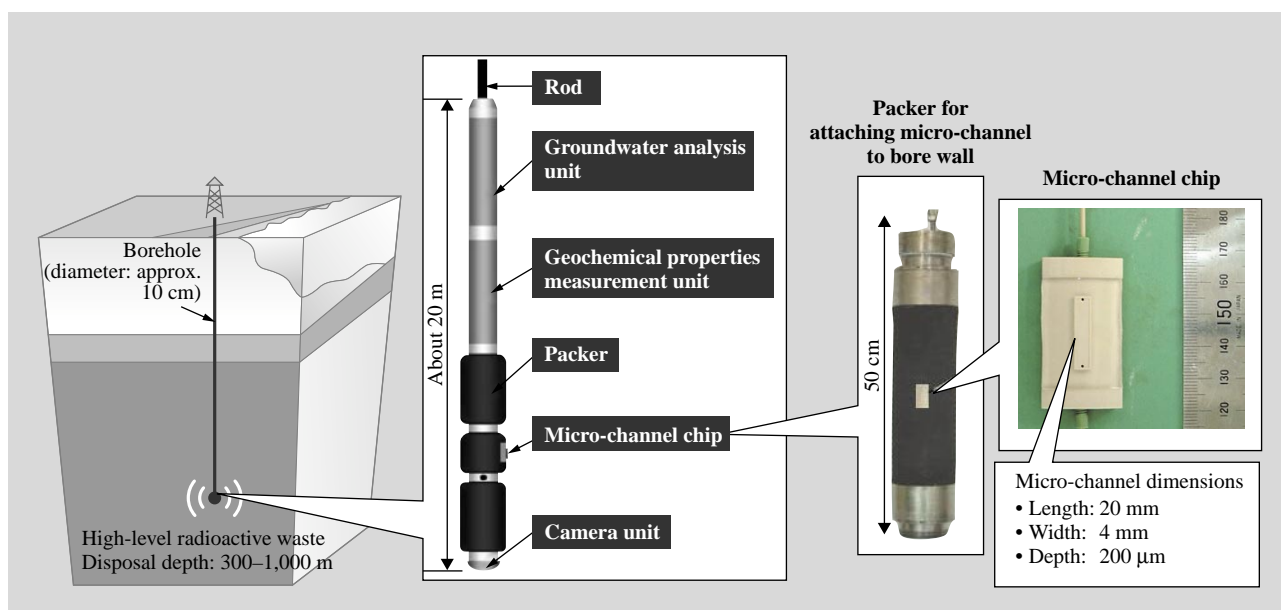 Rod
Groundwater analysis
unit
Geochemical properties
measurement unit
Packer
Micro-channel chip
Camera unit
About 20 m
Borehole
(diameter: approx.
10 cm)
High-level radioactive waste
Disposal depth: 300–1,000 m
Packer for
attaching micro-channel
to bore wall
50 cm
Micro-channel chip
180
170
160
150
140
130
120
Micro-channel dimensions
• Length: 20 mm
• Width: 4 mm
• Depth: 200 µm